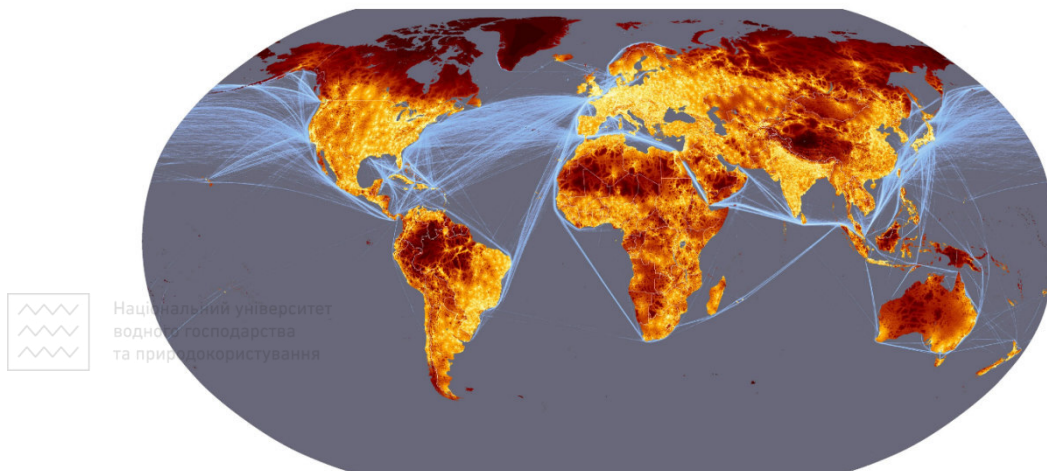 Національний університет
водного господарства
та природокористування